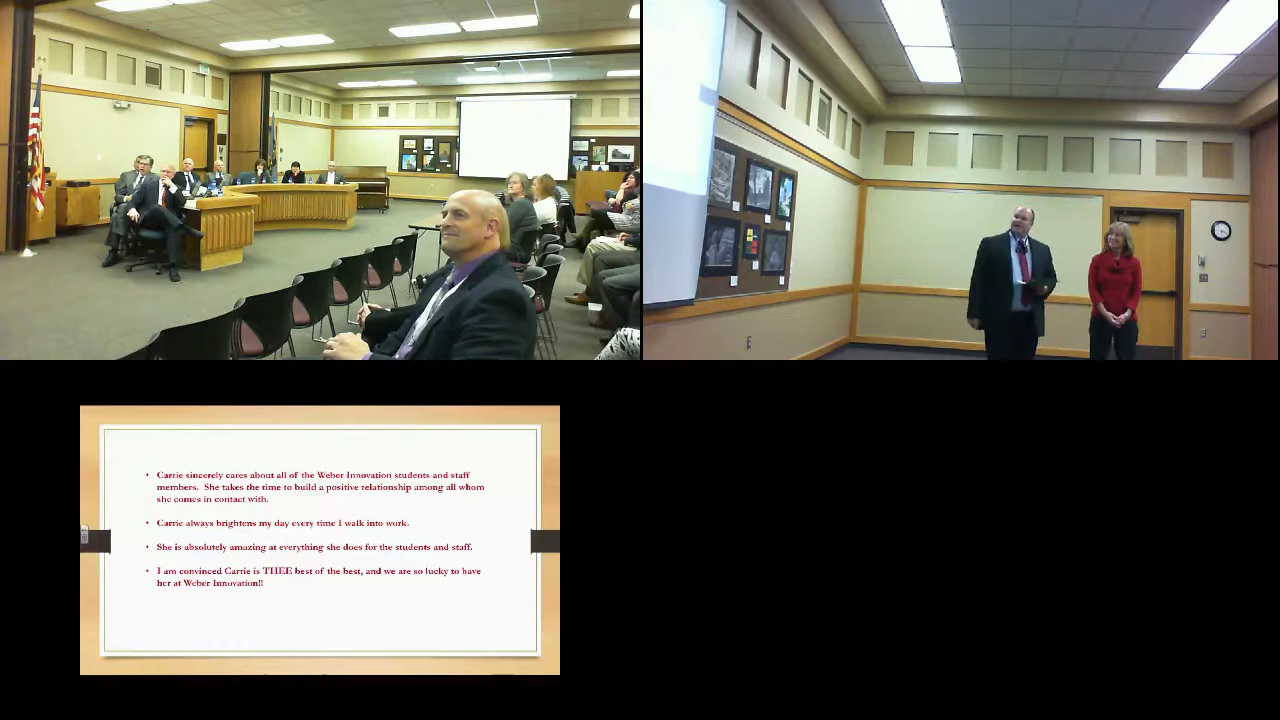 • Carrie sincerely cares about all of the Weber Innovation students and staff
members.  She takes the time to build a positive relationship among all whom
she comes in contact with.
• Carrie always brightens my day every time I walk into work.
• She is absolutely amazing at everything she does for the students and staff.
• I am convinced Carrie is THEE best of the best, and we are so lucky to have
her at Weber Innovation!!